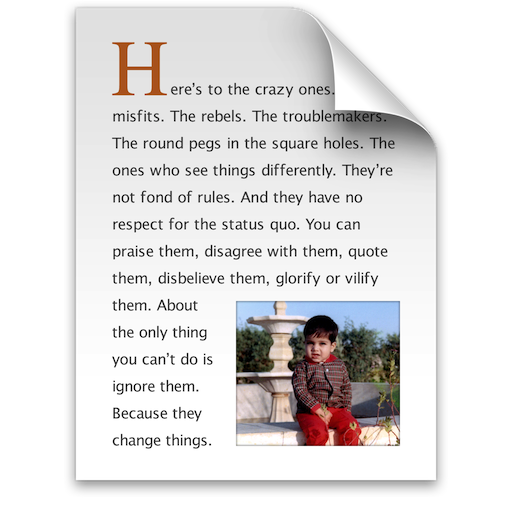 Here's to the crazy ones.
misfits. The rebels. The troublemakers.
The round pegs in the square holes. The
ones who see things differently. They're
not fond of rules. And they have no
respect for the status quo. You can
praise them, disagree with them, quote
them, disbelieve them, glorify or vilify
them. About
the only thing
you can't do is
ignore them.
Because they
change things.